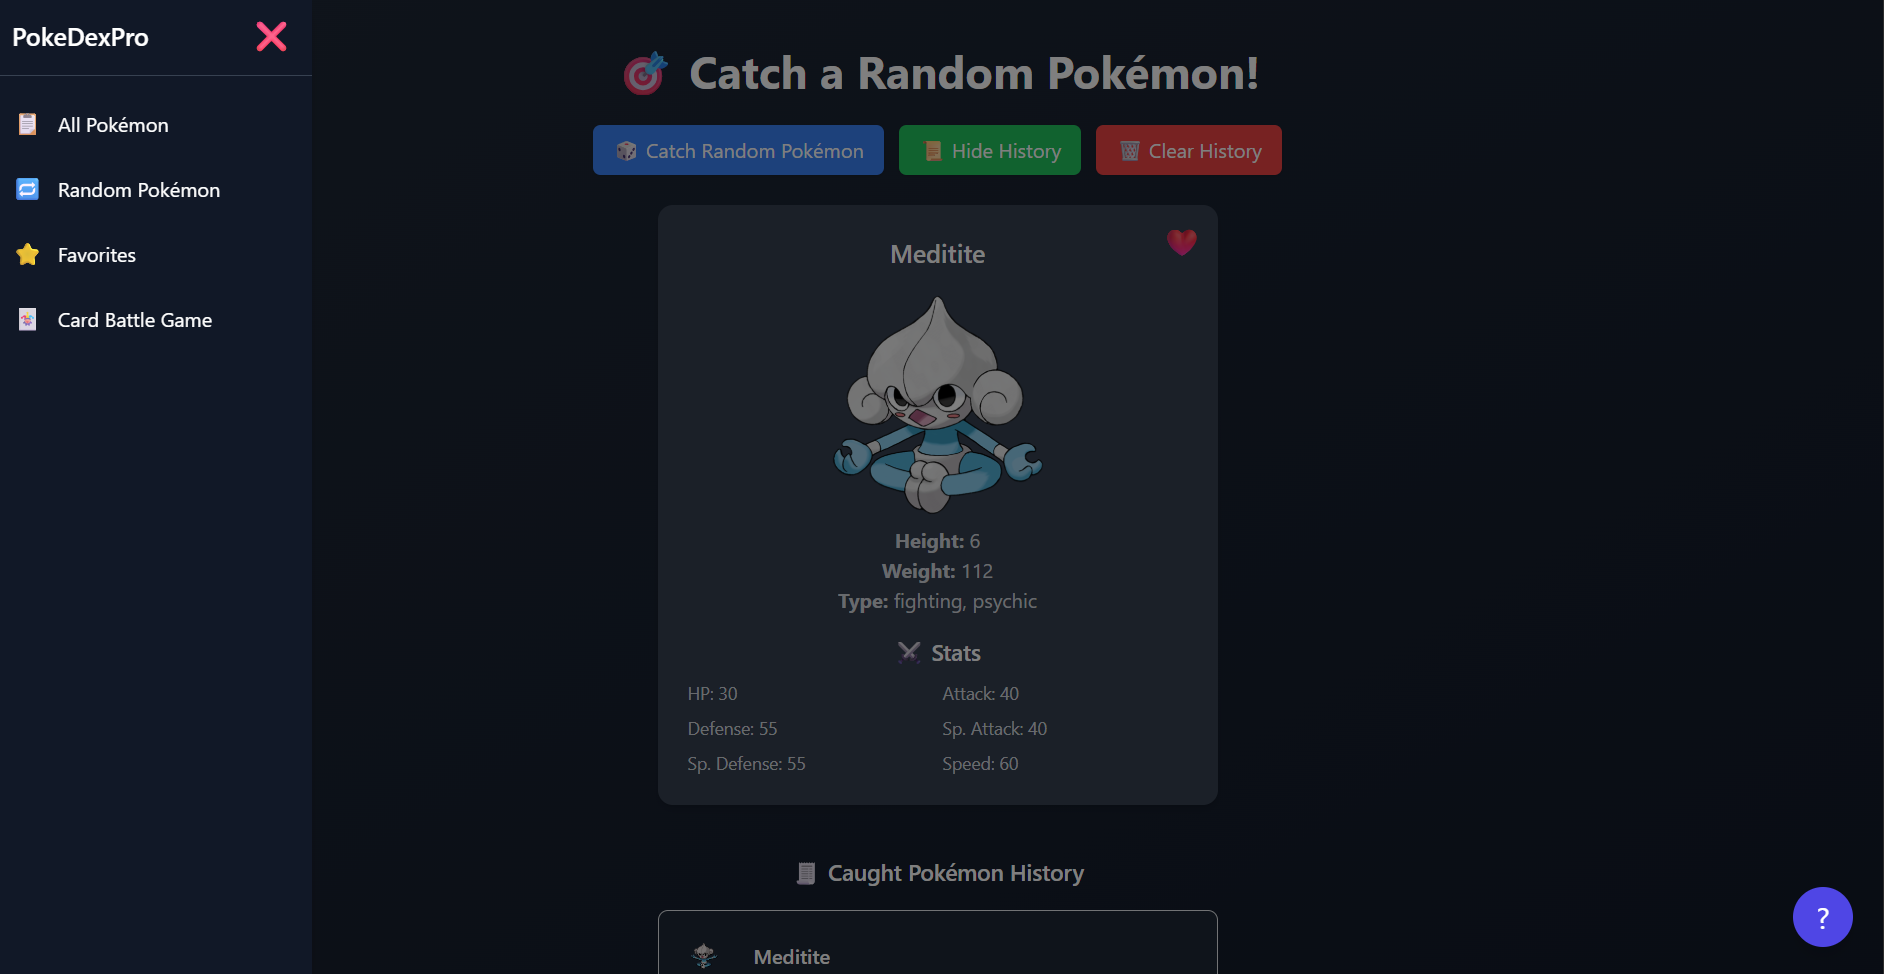 PokeDexPro
All Pokémon
Random Pokémon
Favorites
Card Battle Game
Catch a Random Pokémon!
Catch Random Pokémon
Hide History
Clear History
Meditite
Height: 6
Weight: 112
Type: fighting, psychic
Stats
HP: 30
Attack: 40
Defense: 55
Sp. Attack: 40
Sp. Defense: 55
Speed: 60
Caught Pokémon History
Meditite
?